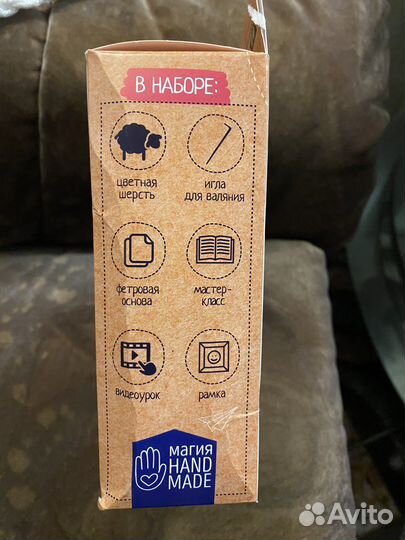 В НАБОРЕ:
цветная
шерсть
игла
для валяния
фетровая
основа
мастер-
класс
видеоурок
рамка
магия
HAND
MADE
Avito